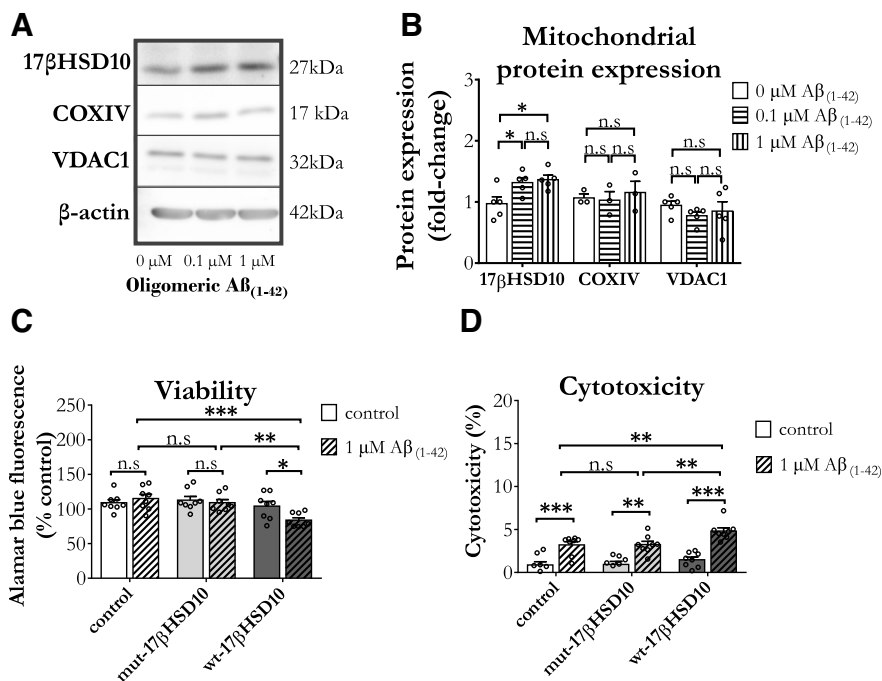 A
17βHSD10
27kDa
COXIV
17 kDa
VDAC1
32kDa
β-actin
42kDa
0 μM 0.1 μM 1 μM
Oligomeric Aß(1-42)
B
Mitochondrial
protein expression
Protein expression
(fold-change)
3
2
1
0
*
* n.s
n.s
n.s n.s
n.s
n.s n.s
17βHSD10 COXIV VDAC1
0 μM Aβ(1-42)
0.1 μM Aβ(1-42)
1 μM Aβ(1-42)
C
Viability
Alamar blue fluorescence
(% control)
250
200
150
100
50
0
***
n.s **
n.s n.s *
control mut-17βHSD10 wt-17βHSD10
control
1 μM Aβ(1-42)
D
Cytotoxicity
Cytotoxicity (%)
20
15
10
5
0
**
n.s **
*** ** ***
control mut-17βHSD10 wt-17βHSD10
control
1 μM Aβ(1-42)